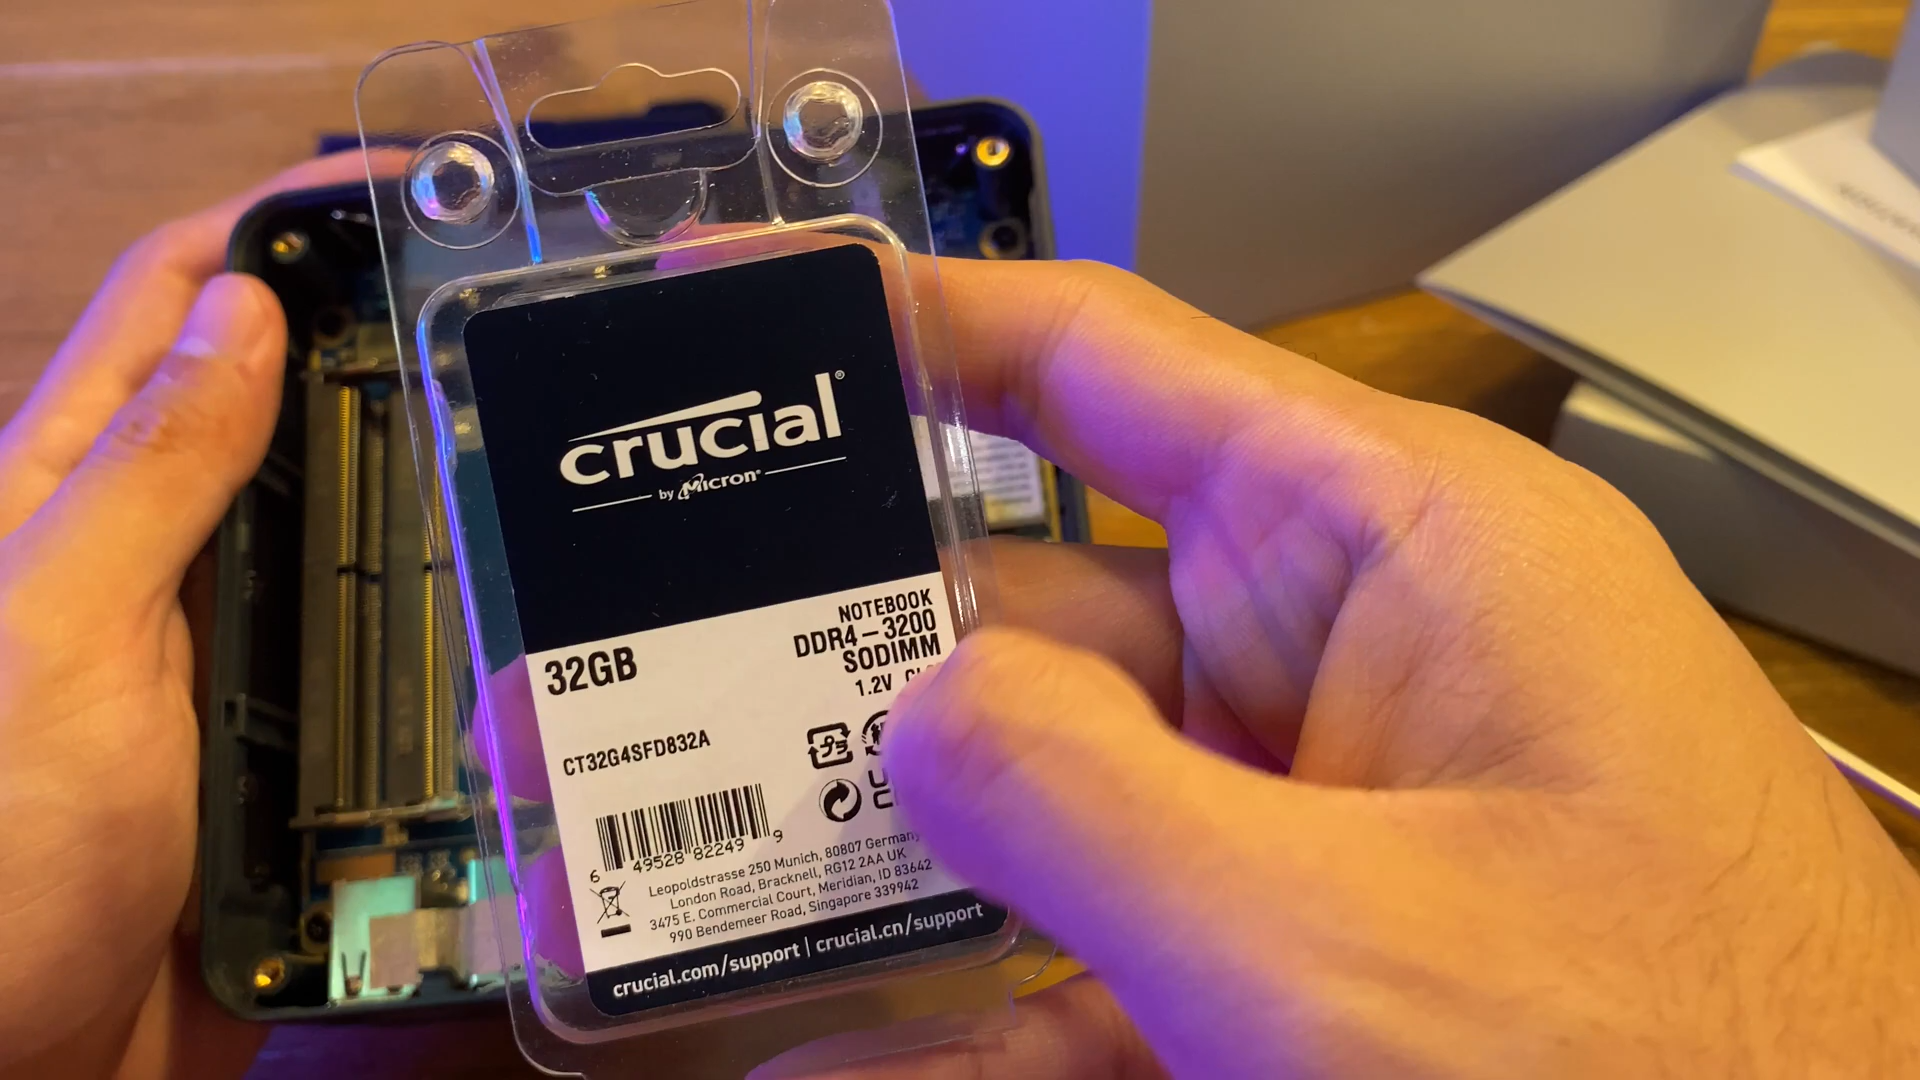 crucial®
by Micron®
NOTEBOOK
DDR4-3200
SODIMM
1.2V
32GB
CT32G4SFD832A
6 49528 82249 9
Leopoldstrasse 250 Munich, 80807 Germany
London Road, Bracknell, RG12 2AA UK
3475 E. Commercial Court, Meridian, ID 83642
990 Bendemeer Road, Singapore 339942
crucial.com/support | crucial.cn/support